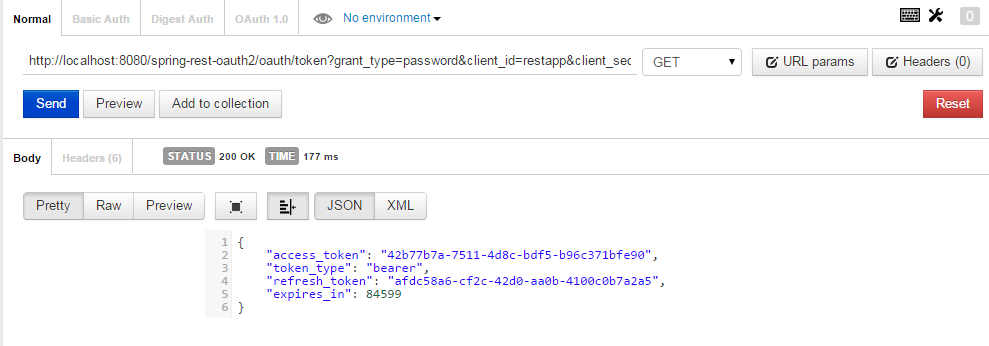 Normal Basic Auth Digest Auth OAuth 1.0 No environment 0
http://localhost:8080/spring-rest-oauth2/oauth/token?grant_type=password&client_id=restapp&client_sec GET URL params Headers (0)
Send Preview Add to collection Reset
Body Headers (6) STATUS 200 OK TIME 177 ms
Pretty Raw Preview JSON XML
1 {
2 "access_token": "42b77b7a-7511-4d8c-bdf5-b96c371bfe90",
3 "token_type": "bearer",
4 "refresh_token": "afdc58a6-cf2c-42d0-aa0b-4100c0b7a2a5",
5 "expires_in": 84599
6 }